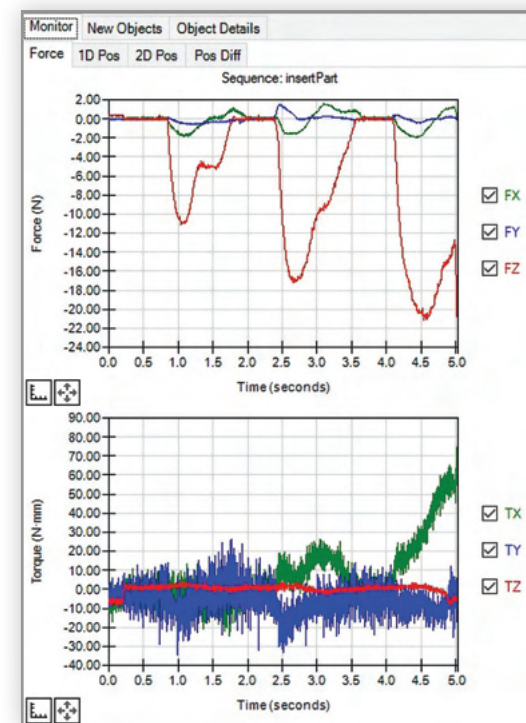 Monitor New Objects Object Details
Force 1D Pos 2D Pos Pos Diff
Sequence: insertPart
Force (N)
2.00
0.00
-2.00
-4.00
-6.00
-8.00
-10.00
-12.00
-14.00
-16.00
-18.00
-20.00
-22.00
-24.00
FX
FY
FZ
0.0 0.5 1.0 1.5 2.0 2.5 3.0 3.5 4.0 4.5 5.0
Time (seconds)
Torque (N·mm)
90.00
80.00
70.00
60.00
50.00
40.00
30.00
20.00
10.00
0.00
-10.00
-20.00
-30.00
-40.00
TX
TY
TZ
0.0 0.5 1.0 1.5 2.0 2.5 3.0 3.5 4.0 4.5 5.0
Time (seconds)